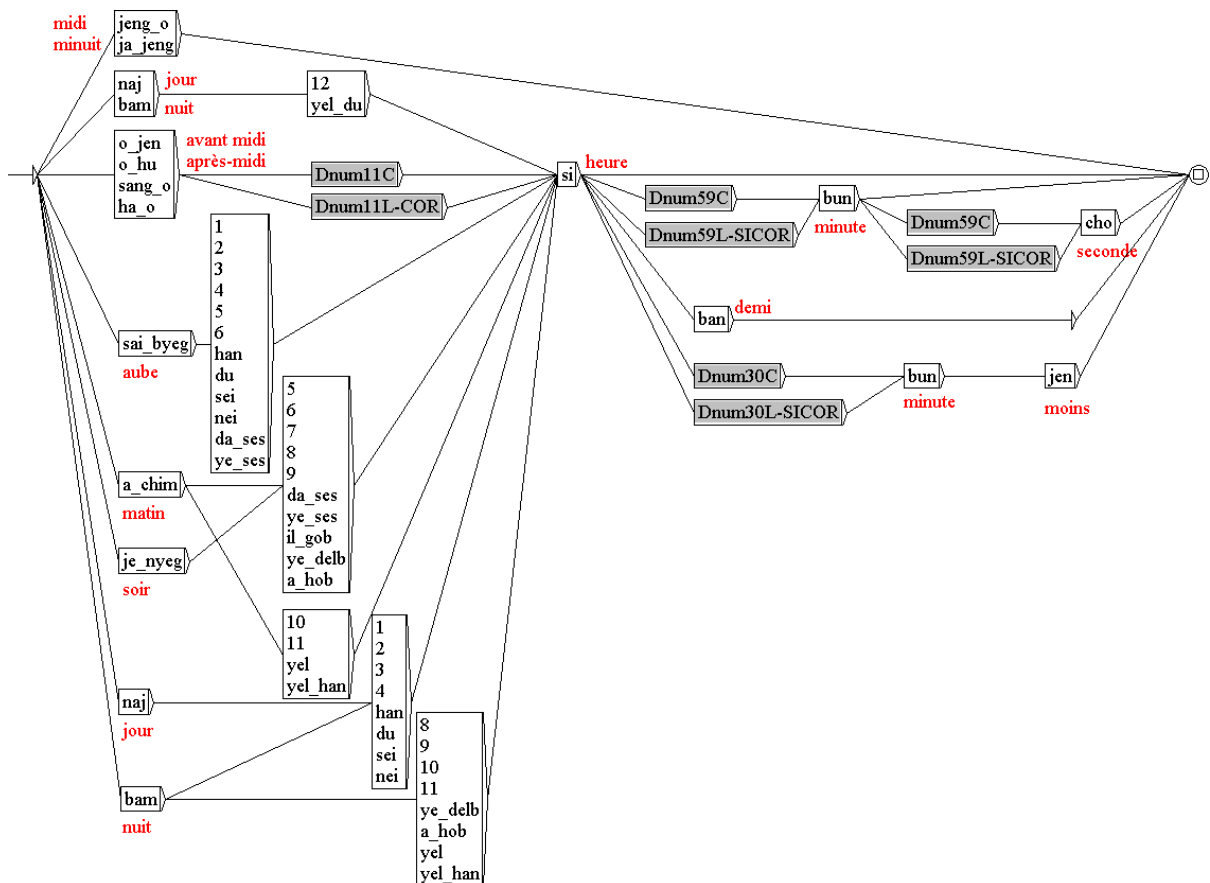 midi
minuit
jeng_o
ja_jeng
naj
bam
jour
nuit
12
yel_du
o_jen
o_hu
sang_o
ha_o
avant midi
après-midi
Dnum11C
Dnum11L-COR
si
heure
Dnum59C
Dnum59L-SICOR
bun
minute
Dnum59C
Dnum59L-SICOR
cho
seconde
ban
demi
Dnum30C
Dnum30L-SICOR
bun
minute
jen
moins
sai_byeg
aube
1
2
3
4
5
6
han
du
sei
nei
da_ses
ye_ses
a_chim
matin
je_nyeg
soir
5
6
7
8
9
da_ses
ye_ses
il_gob
ye_delb
a_hob
10
11
yel
yel_han
naj
jour
1
2
3
4
han
du
sei
nei
bam
nuit
8
9
10
11
ye_delb
a_hob
yel
yel_han